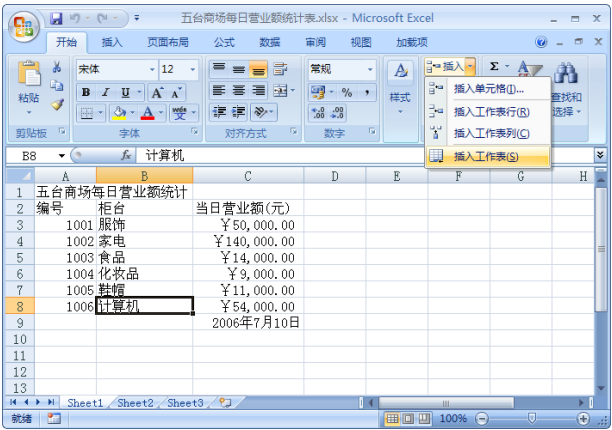 五台商场每日营业额统计表.xlsx - Microsoft Excel
开始 插入 页面布局 公式 数据 审阅 视图 加载项
粘贴 宋体 12 常规 样式 插入 Σ
B I U A A % , 查找和选择
剪贴板 字体 对齐方式 数字
插入单元格(I)...
插入工作表行(R)
插入工作表列(C)
插入工作表(S)
B8 fx 计算机
A B C D E F G H
1 五台商场每日营业额统计
2 编号 柜台 当日营业额(元)
3 1001 服饰 ￥50,000.00
4 1002 家电 ￥140,000.00
5 1003 食品 ￥14,000.00
6 1004 化妆品 ￥9,000.00
7 1005 鞋帽 ￥11,000.00
8 1006 计算机 ￥54,000.00
9 2006年7月10日
10
11
12
13
Sheet1 Sheet2 Sheet3
就绪 100%